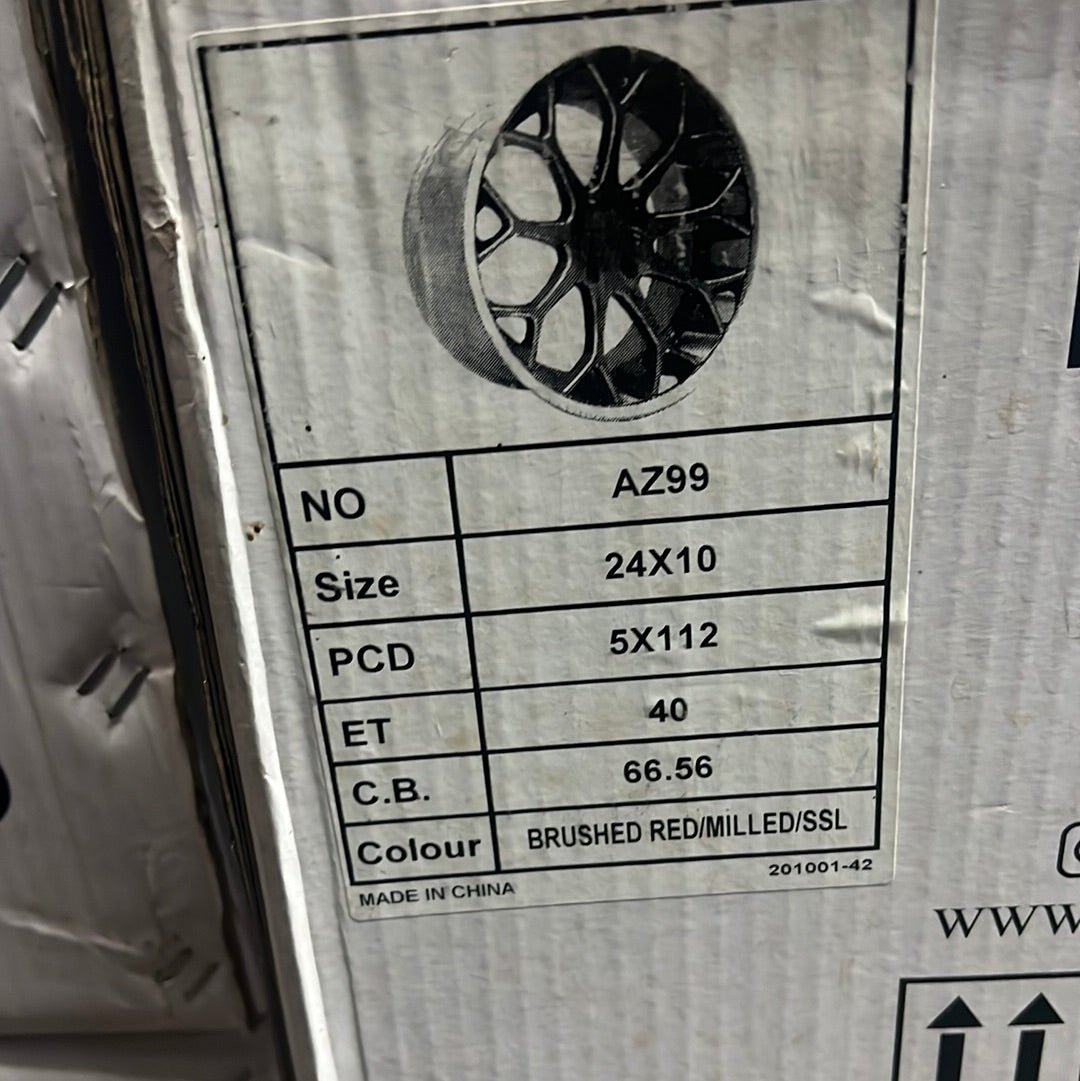 NO AZ99
Size 24X10
PCD 5X112
ET 40
C.B. 66.56
Colour BRUSHED RED/MILLED/SSL
MADE IN CHINA 201001-42
WWW